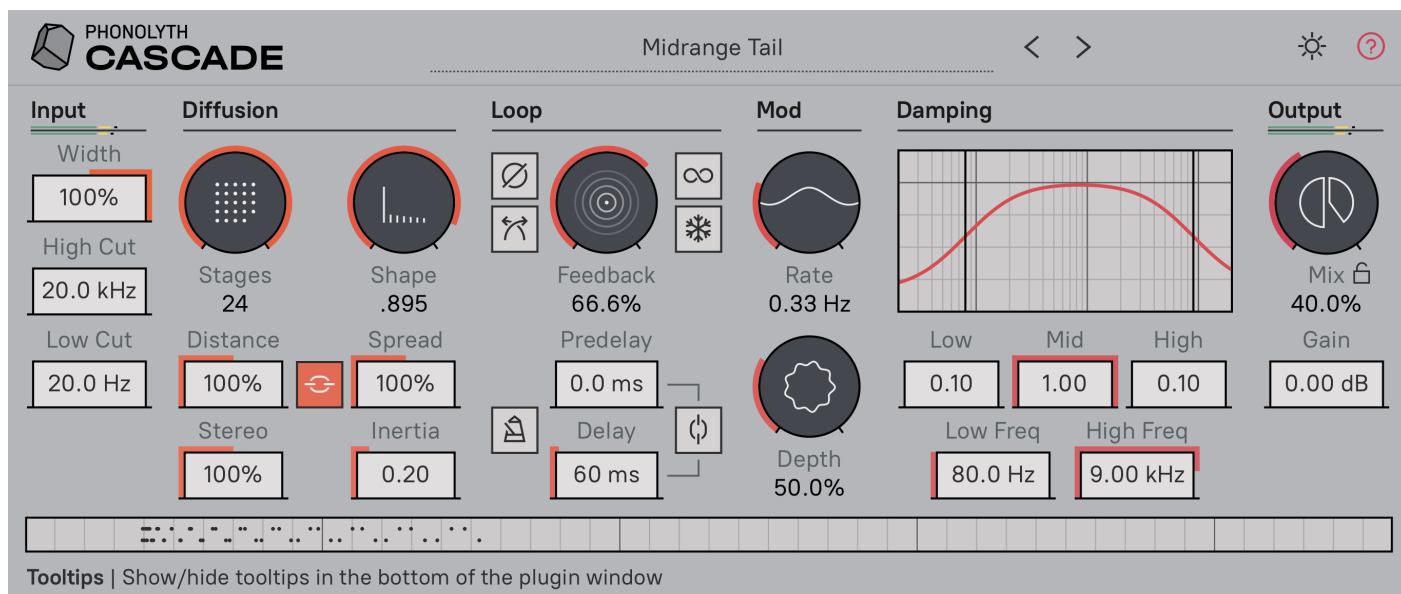 PHONOLYTH
CASCADE
Midrange Tail
?
Input
Diffusion
Loop
Mod
Damping
Output
Width
100%
High Cut
20.0 kHz
Low Cut
20.0 Hz
Stages
24
Shape
.895
Distance
100%
Spread
100%
Stereo
100%
Inertia
0.20
Feedback
66.6%
Predelay
0.0 ms
Delay
60 ms
Rate
0.33 Hz
Depth
50.0%
Low
0.10
Mid
1.00
High
0.10
Low Freq
80.0 Hz
High Freq
9.00 kHz
Mix
40.0%
Gain
0.00 dB
Tooltips | Show/hide tooltips in the bottom of the plugin window